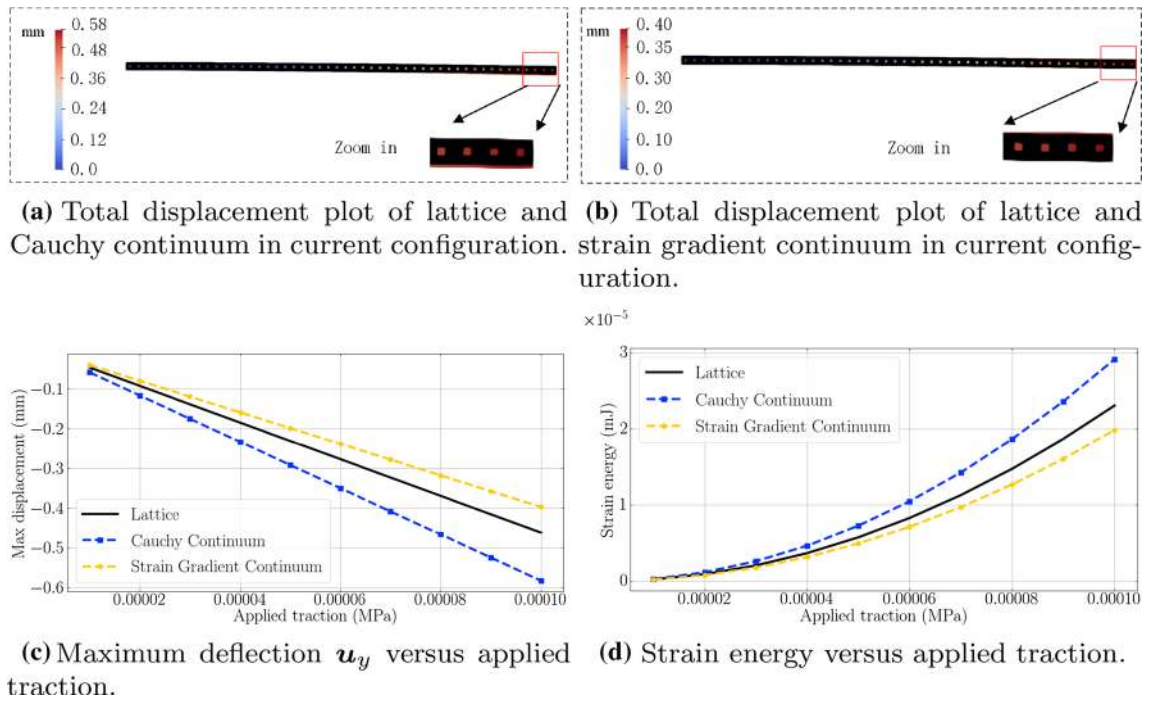 mm
0.58
0.48
0.36
0.24
0.12
0.0
Zoom in
mm
0.40
0.35
0.30
0.20
0.10
0.0
Zoom in
(a) Total displacement plot of lattice and
Cauchy continuum in current configuration.
(b) Total displacement plot of lattice and
strain gradient continuum in current config-
uration.
Max displacement (mm)
−0.1
−0.2
−0.3
−0.4
−0.5
−0.6
Lattice
Cauchy Continuum
Strain Gradient Continuum
0.00002 0.00004 0.00006 0.00008 0.00010
Applied traction (MPa)
×10⁻⁵
Strain energy (mJ)
3
2
1
0
Lattice
Cauchy Continuum
Strain Gradient Continuum
0.00002 0.00004 0.00006 0.00008 0.00010
Applied traction (MPa)
(c) Maximum deflection uᵧ versus applied
traction.
(d) Strain energy versus applied traction.